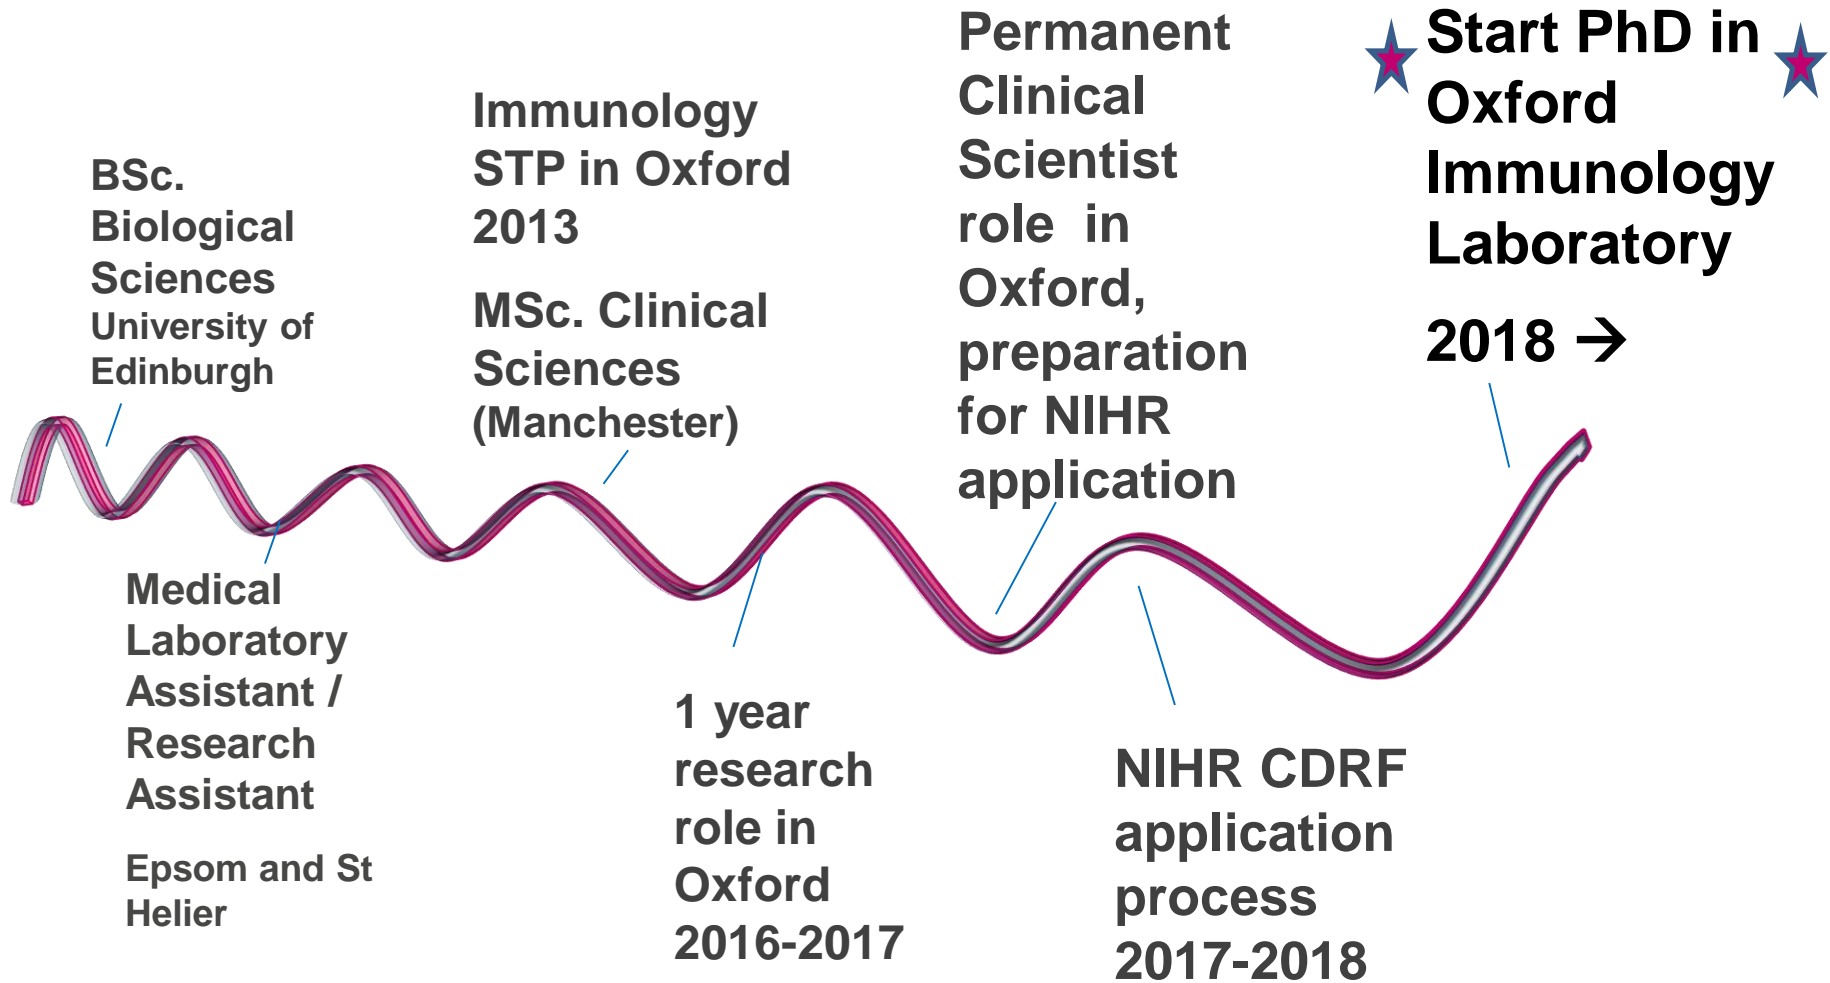 BSc.
Biological
Sciences
University of
Edinburgh
Medical
Laboratory
Assistant /
Research
Assistant
Epsom and St
Helier
Immunology
STP in Oxford
2013
MSc. Clinical
Sciences
(Manchester)
1 year
research
role in
Oxford
2016-2017
Permanent
Clinical
Scientist
role in
Oxford,
preparation
for NIHR
application
NIHR CDRF
application
process
2017-2018
Start PhD in
Oxford
Immunology
Laboratory
2018 →